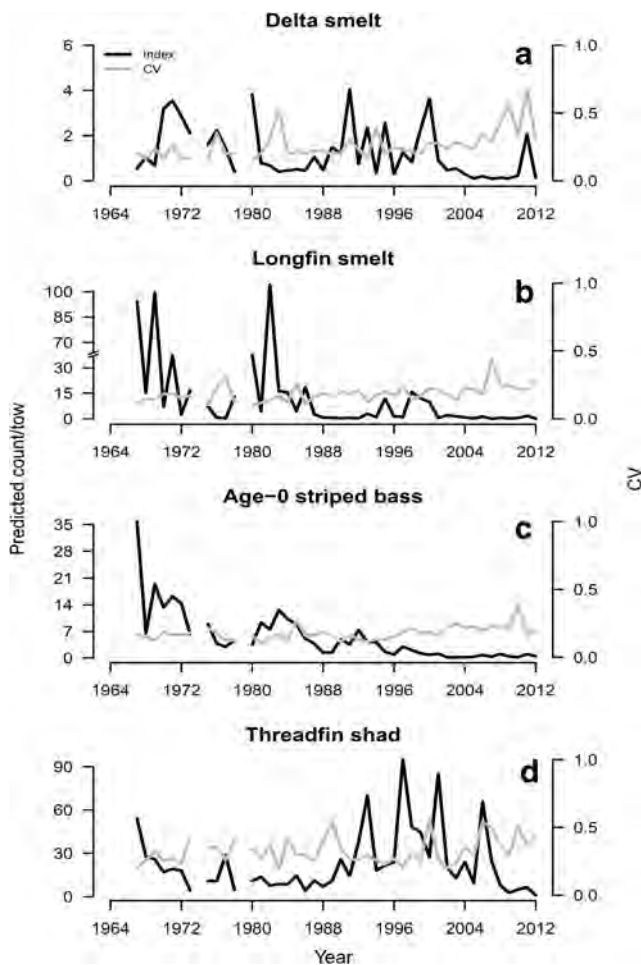 Delta smelt
6
4
2
0
Index
CV
a
1.0
0.5
0.0
1964 1972 1980 1988 1996 2004 2012
Longfin smelt
100
85
70
30
15
0
b
1.0
0.5
0.0
1964 1972 1980 1988 1996 2004 2012
Predicted count/tow
CV
Age−0 striped bass
35
28
21
14
7
0
c
1.0
0.5
0.0
1964 1972 1980 1988 1996 2004 2012
Threadfin shad
90
60
30
0
d
1.0
0.5
0.0
1964 1972 1980 1988 1996 2004 2012
Year